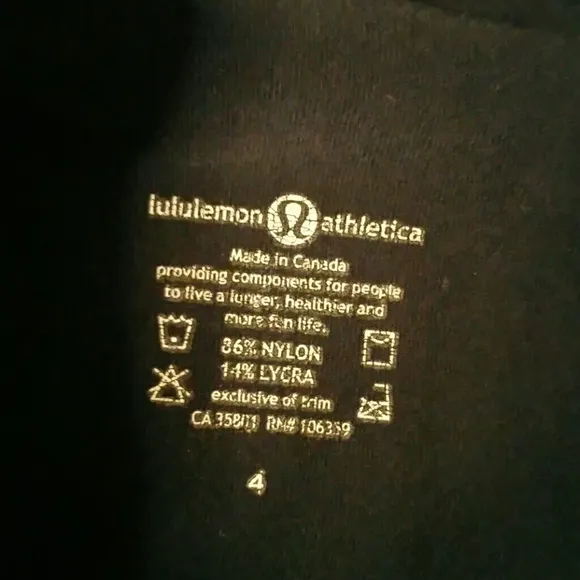 lululemon athletica
Made in Canada
providing components for people
to live a longer, healthier and
more fun life.
86% NYLON
14% LYCRA
exclusive of trim
CA 35801 RN# 106259
4